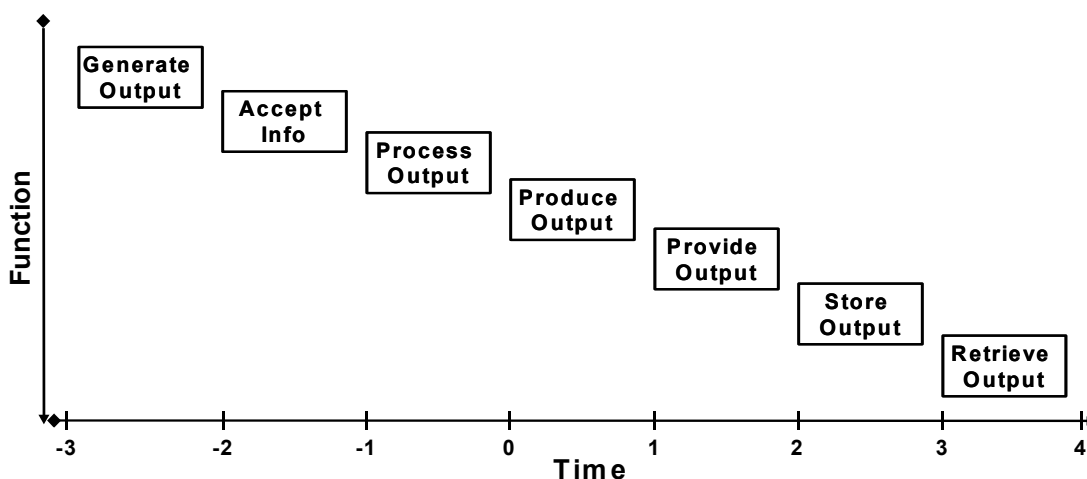 Generate
Output
Accept
Info
Process
Output
Produce
Output
Provide
Output
Store
Output
Retrieve
Output
Function
-3
-2
-1
0
1
2
3
4
Time